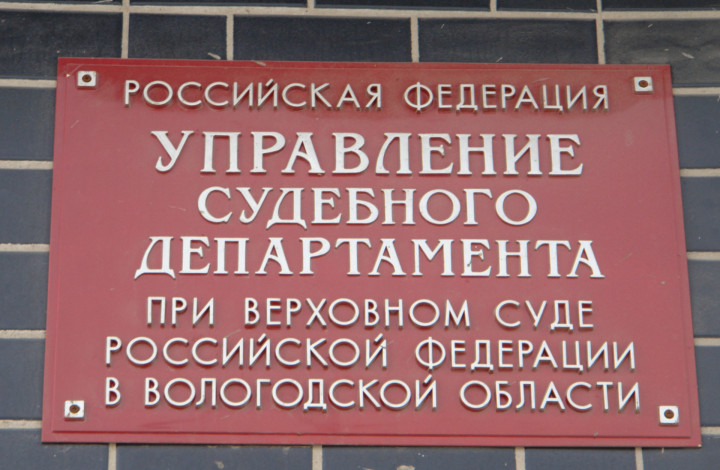 РОССИЙСКАЯ ФЕДЕРАЦИЯ
УПРАВЛЕНИЕ
СУДЕБНОГО
ДЕПАРТАМЕНТА
ПРИ ВЕРХОВНОМ СУДЕ
РОССИЙСКОЙ ФЕДЕРАЦИИ
В ВОЛОГОДСКОЙ ОБЛАСТИ